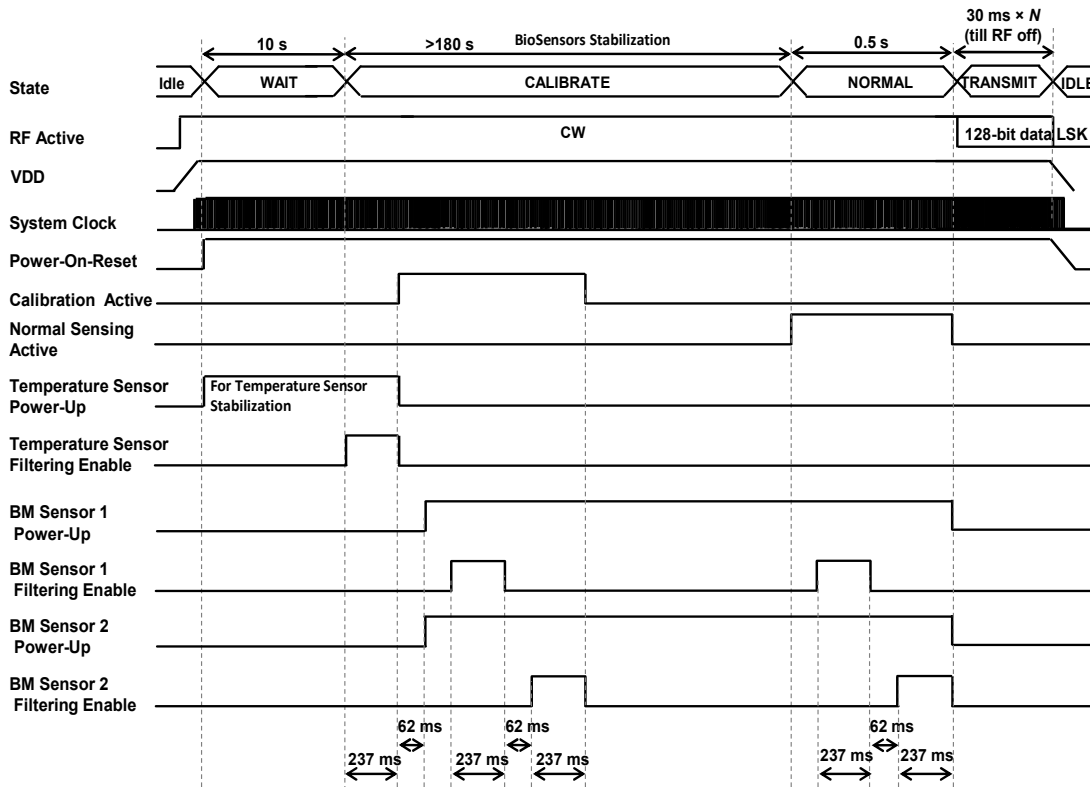 30 ms × N
(till RF off)
10 s
>180 s
BioSensors Stabilization
0.5 s
State
Idle
WAIT
CALIBRATE
NORMAL
TRANSMIT
IDLE
RF Active
CW
128-bit data LSK
VDD
System Clock
Power-On-Reset
Calibration Active
Normal Sensing
Active
Temperature Sensor
Power-Up
For Temperature Sensor
Stabilization
Temperature Sensor
Filtering Enable
BM Sensor 1
Power-Up
BM Sensor 1
Filtering Enable
BM Sensor 2
Power-Up
BM Sensor 2
Filtering Enable
62 ms
62 ms
62 ms
237 ms
237 ms
237 ms
237 ms
237 ms